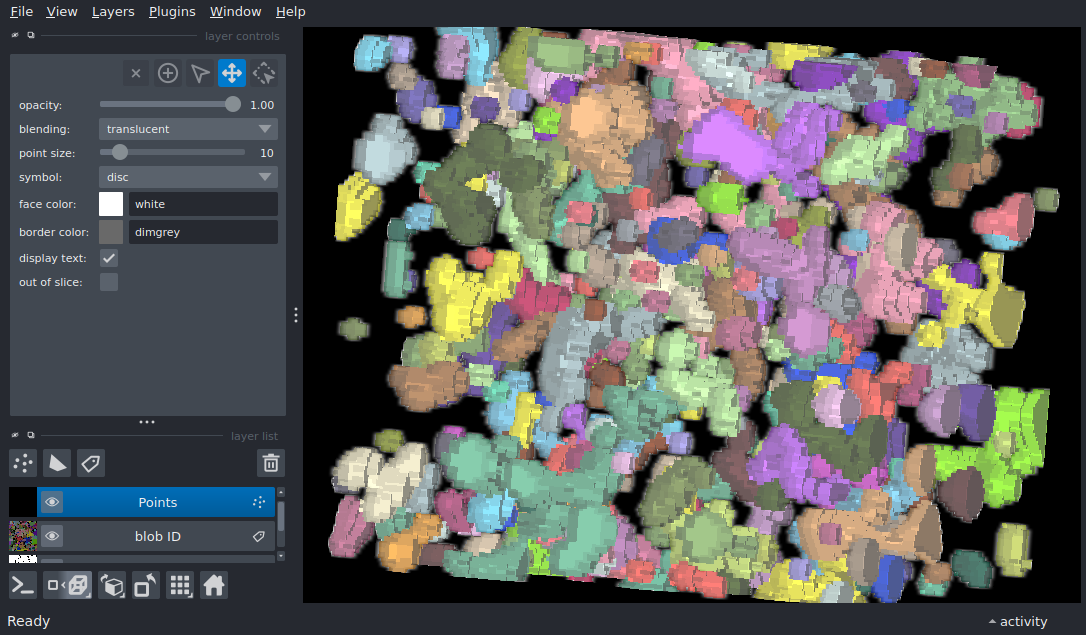 File View Layers Plugins Window Help
layer controls
opacity: 1.00
blending: translucent
point size: 10
symbol: disc
face color: white
border color: dimgrey
display text:
out of slice:
layer list
Points
blob ID
Ready
activity